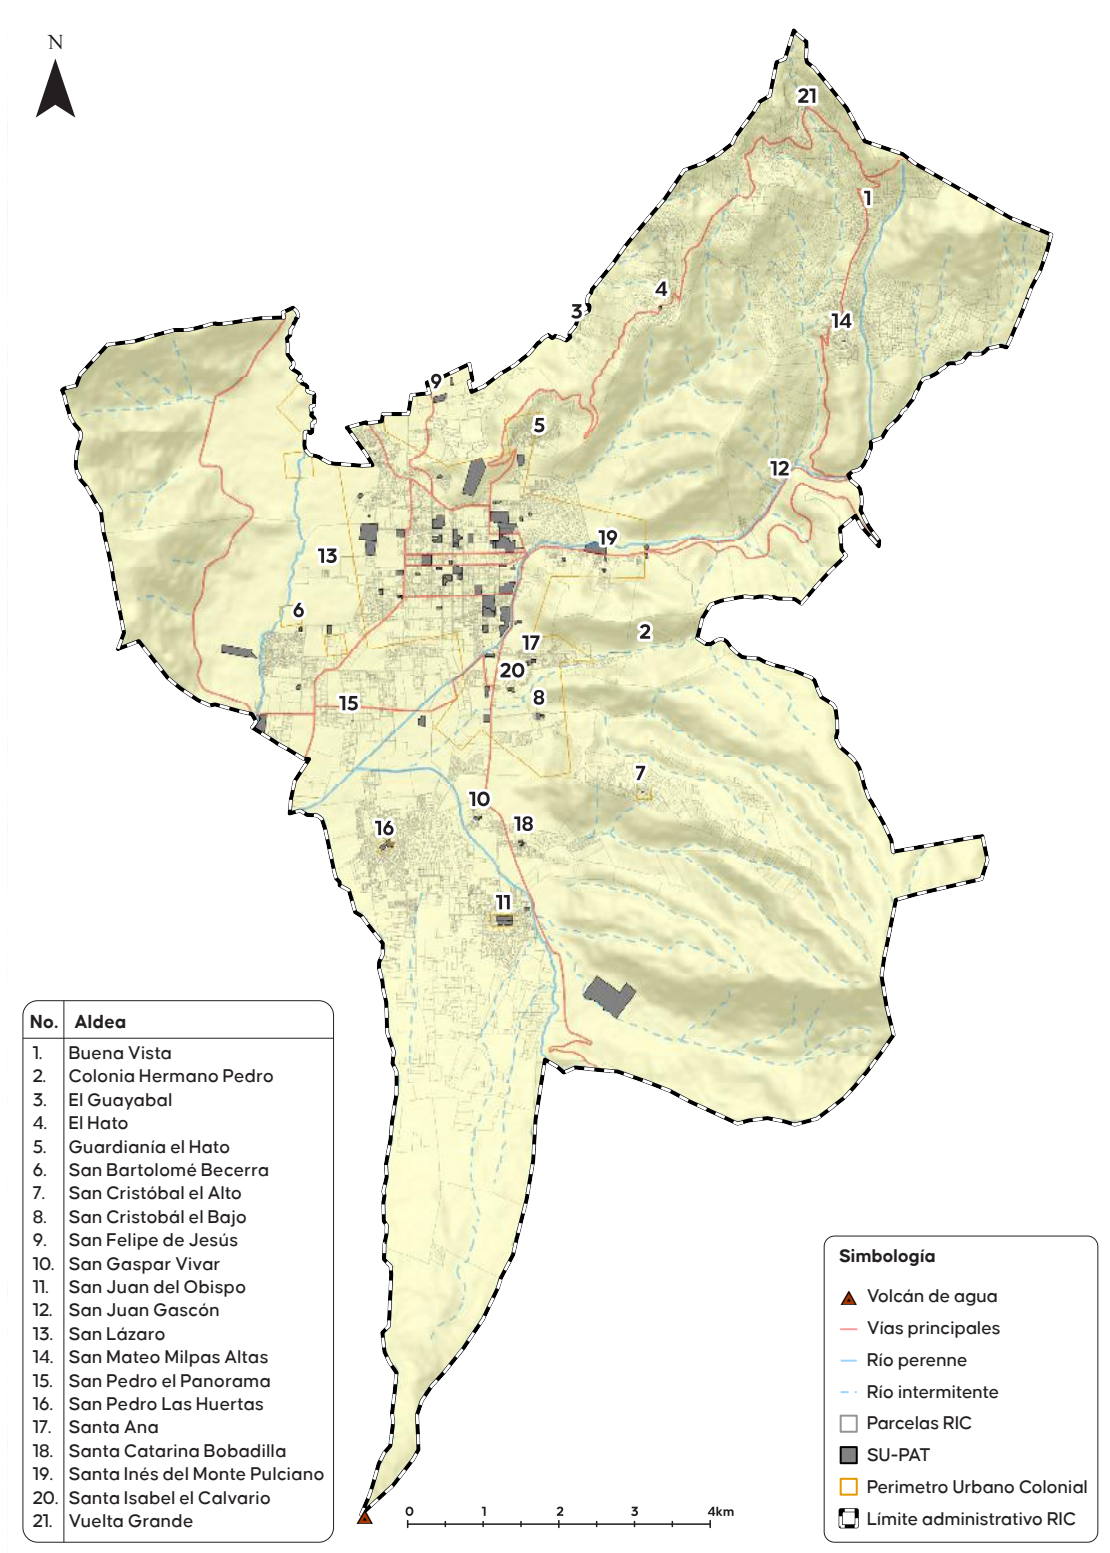 N
21
1
4
3
14
9
5
12
19
13
6
2
17
20
8
15
7
10
18
16
11
No. Aldea
1. Buena Vista
2. Colonia Hermano Pedro
3. El Guayabal
4. El Hato
5. Guardianía el Hato
6. San Bartolomé Becerra
7. San Cristóbal el Alto
8. San Cristobál el Bajo
9. San Felipe de Jesús
10. San Gaspar Vivar
11. San Juan del Obispo
12. San Juan Gascón
13. San Lázaro
14. San Mateo Milpas Altas
15. San Pedro el Panorama
16. San Pedro Las Huertas
17. Santa Ana
18. Santa Catarina Bobadilla
19. Santa Inés del Monte Pulciano
20. Santa Isabel el Calvario
21. Vuelta Grande
Simbología
Volcán de agua
Vías principales
Río perenne
Río intermitente
Parcelas RIC
SU-PAT
Perimetro Urbano Colonial
Límite administrativo RIC
0 1 2 3 4km